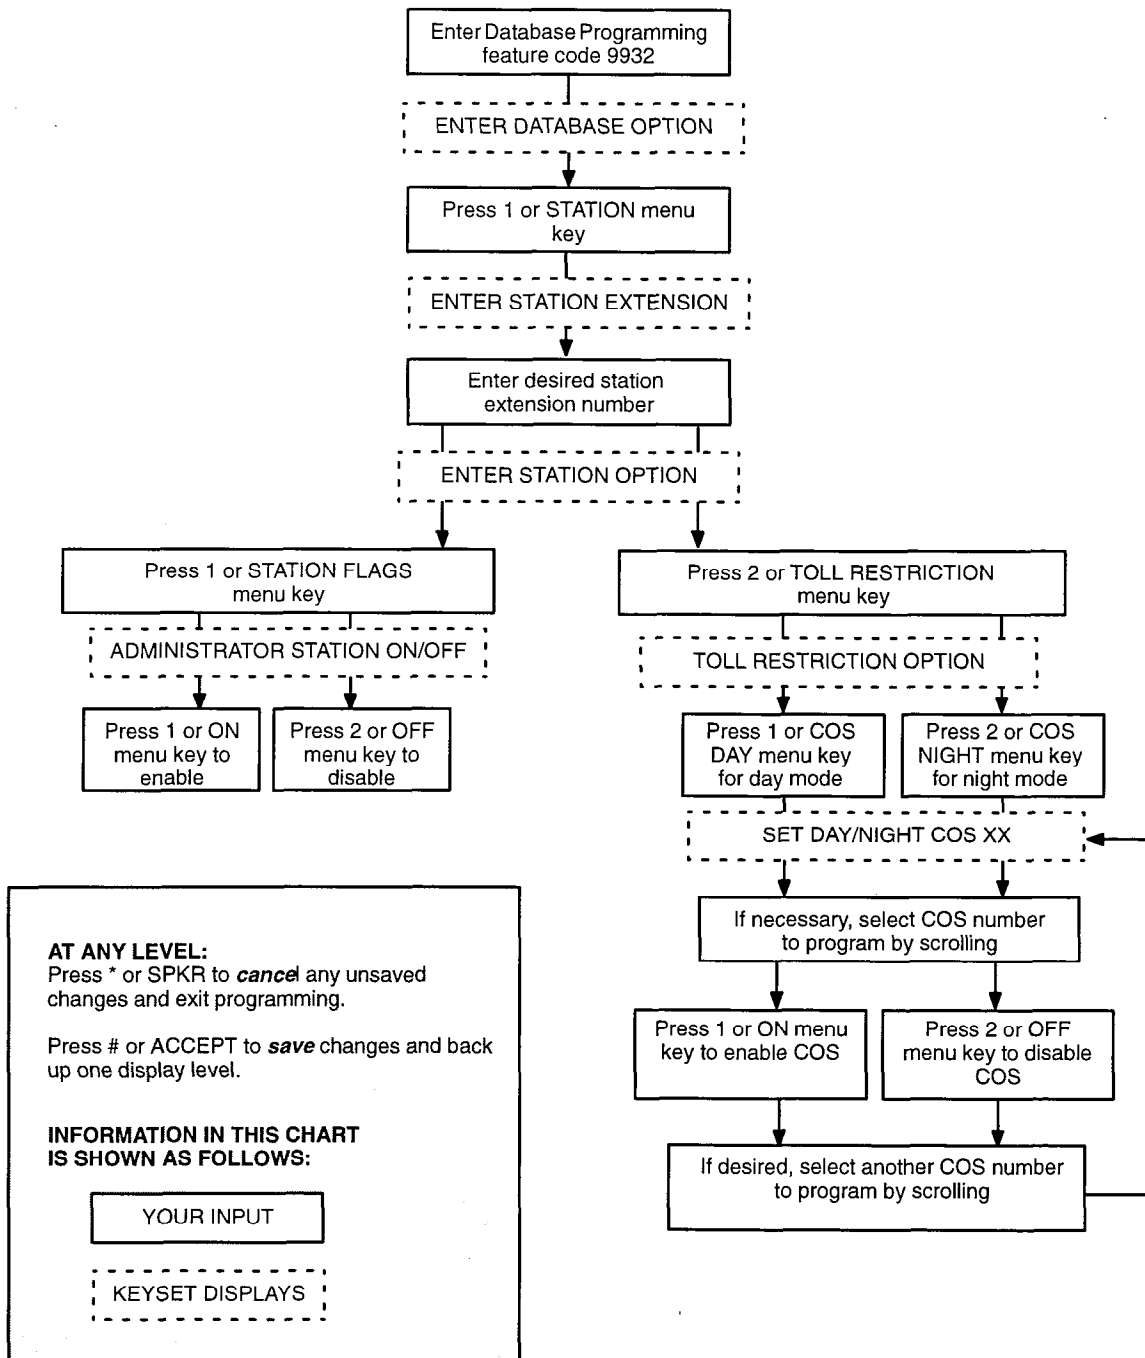 Enter Database Programming
feature code 9932
ENTER DATABASE OPTION
Press 1 or STATION menu
key
ENTER STATION EXTENSION
Enter desired station
extension number
ENTER STATION OPTION
Press 1 or STATION FLAGS
menu key
ADMINISTRATOR STATION ON/OFF
Press 1 or ON
menu key to
enable
Press 2 or OFF
menu key to
disable
Press 2 or TOLL RESTRICTION
menu key
TOLL RESTRICTION OPTION
Press 1 or COS
DAY menu key
for day mode
Press 2 or COS
NIGHT menu key
for night mode
SET DAY/NIGHT COS XX
If necessary, select COS number
to program by scrolling
Press 1 or ON menu
key to enable COS
Press 2 or OFF
menu key to disable
COS
If desired, select another COS number
to program by scrolling
AT ANY LEVEL:
Press * or SPKR to cancel any unsaved
changes and exit programming.
Press # or ACCEPT to save changes and back
up one display level.
INFORMATION IN THIS CHART
IS SHOWN AS FOLLOWS:
YOUR INPUT
KEYSET DISPLAYS